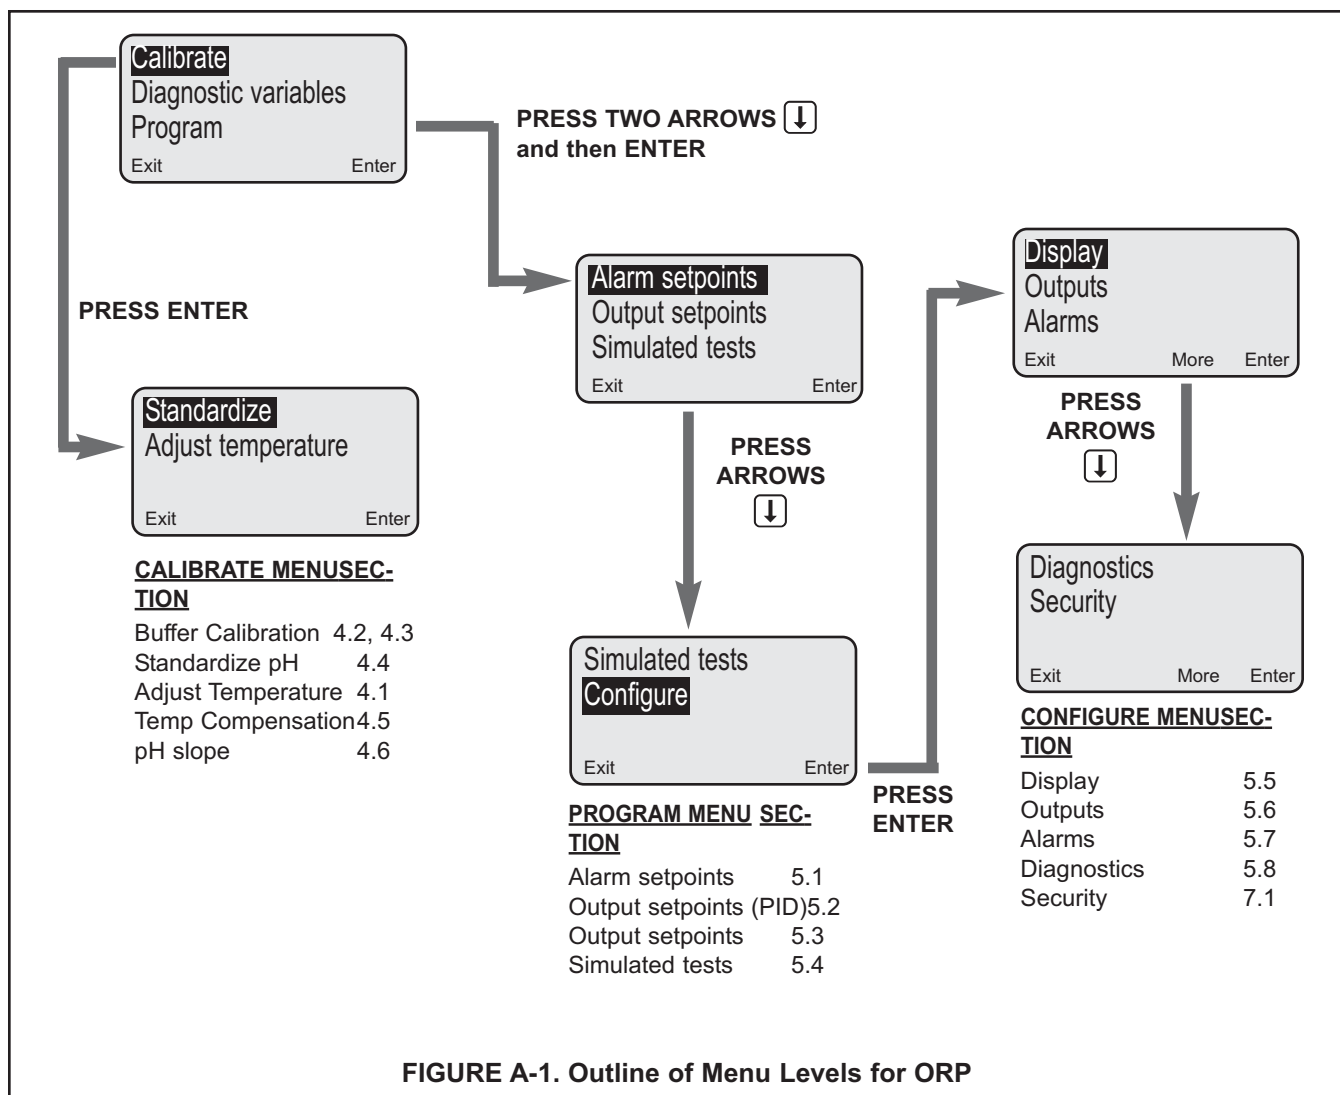 Calibrate
Diagnostic variables
Program
Exit Enter
PRESS TWO ARROWS
and then ENTER
PRESS ENTER
Standardize
Adjust temperature
Exit Enter
CALIBRATE MENUSEC-
TION
Buffer Calibration 4.2, 4.3
Standardize pH 4.4
Adjust Temperature 4.1
Temp Compensation4.5
pH slope 4.6
Alarm setpoints
Output setpoints
Simulated tests
Exit Enter
PRESS
ARROWS
Simulated tests
Configure
Exit Enter
PROGRAM MENU SEC-
TION
Alarm setpoints 5.1
Output setpoints (PID)5.2
Output setpoints 5.3
Simulated tests 5.4
PRESS
ENTER
Display
Outputs
Alarms
Exit More Enter
PRESS
ARROWS
Diagnostics
Security
Exit More Enter
CONFIGURE MENUSEC-
TION
Display 5.5
Outputs 5.6
Alarms 5.7
Diagnostics 5.8
Security 7.1
FIGURE A-1. Outline of Menu Levels for ORP